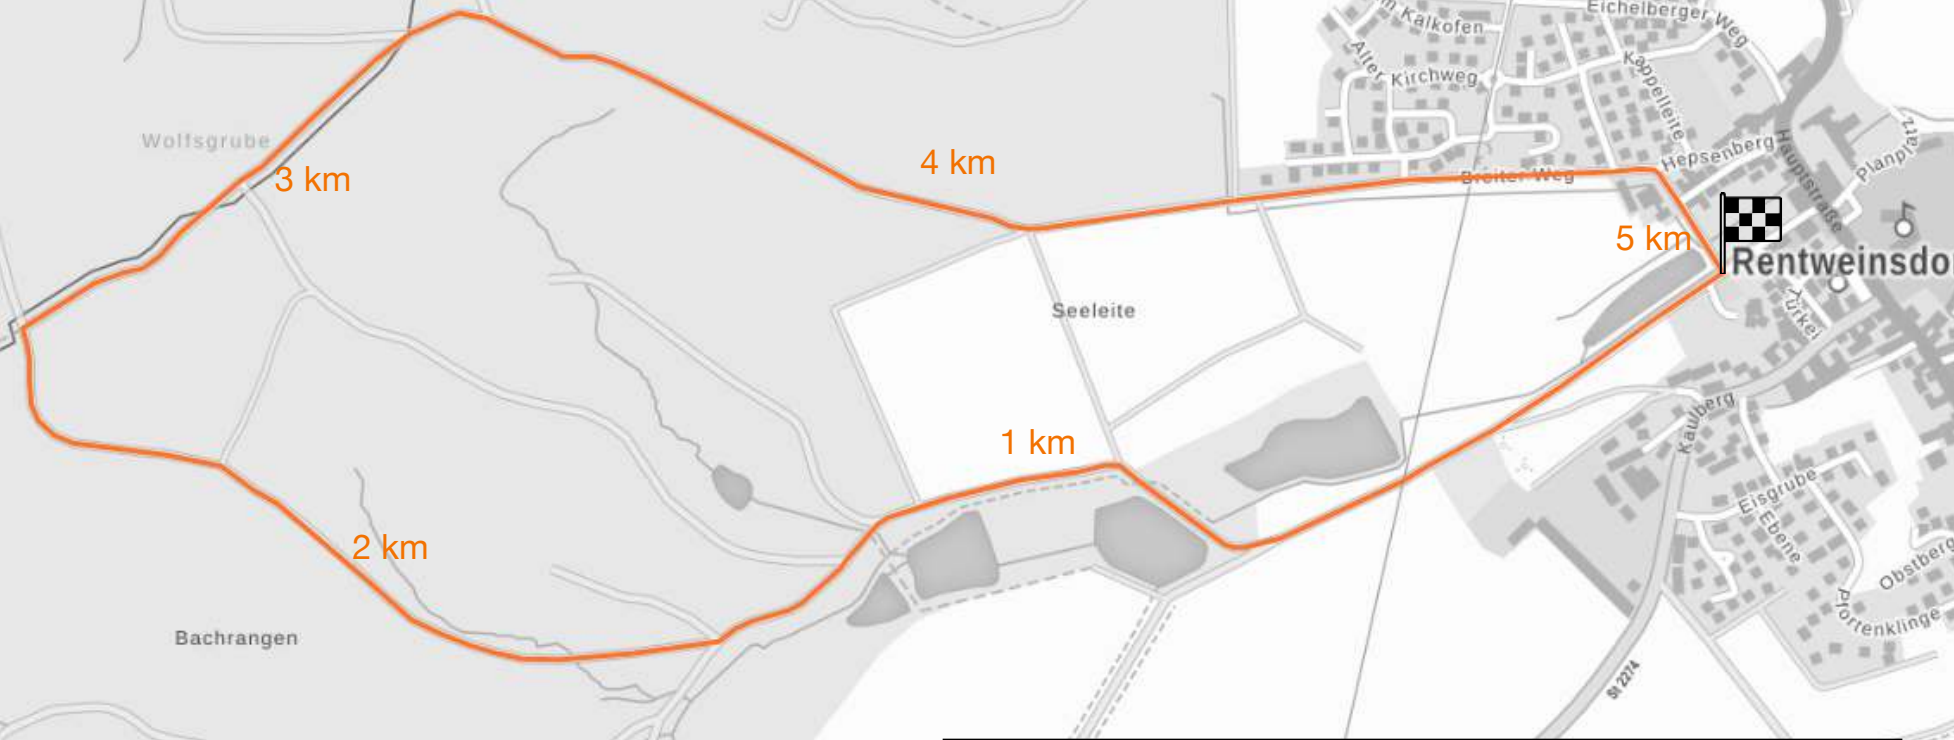 Eichelberger Weg
m Kalkofen
Alter Kirchweg
Kappelleite
Hauptstraße
Hepsenberg
Planplatz
Wolfsgrube
3 km
4 km
Breiter Weg
5 km
Rentweinsdo
Türkei
Seeleite
Kaulberg
1 km
Eisgrube
Ebene
2 km
Obstberg
Pfortenklinge
Bachrangen
St 2274